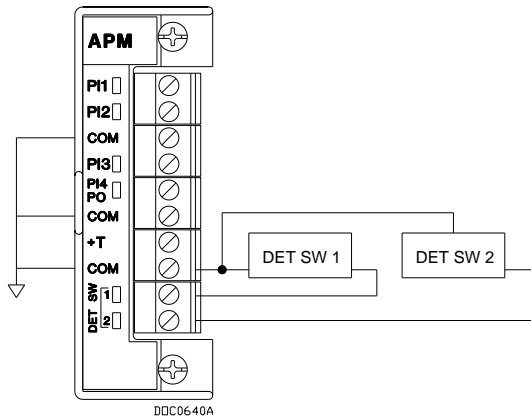 APM
PI1
PI2
COM
PI3
PI4
PO
COM
+T
COM
DET SW
1
2
DET SW 1
DET SW 2
DOC0640A